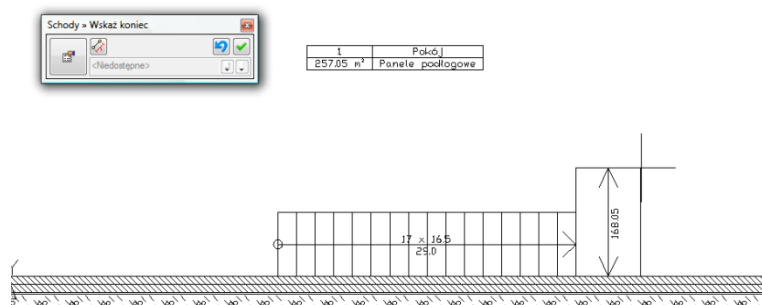 Schody » Wskaż koniec
<Niedostępne>
1 Pokój
257.05 m² Panele podłogowe
17 x 16.5
29.0
168.05